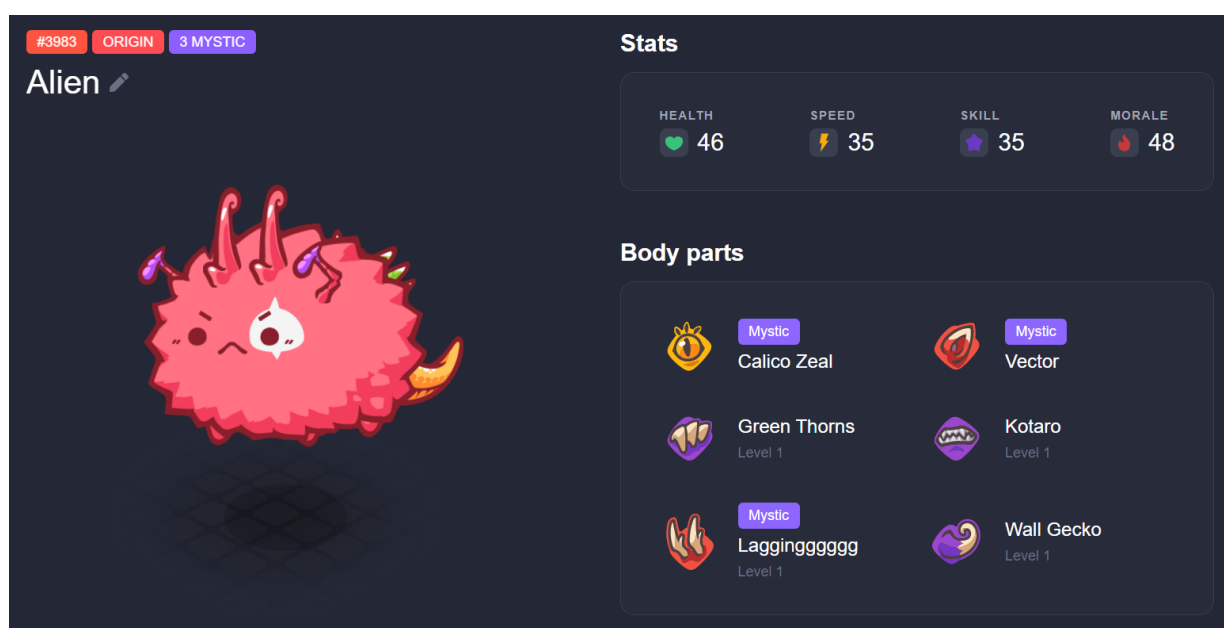 #3983 ORIGIN 3 MYSTIC
Alien
Stats
HEALTH SPEED SKILL MORALE
46 35 35 48
Body parts
Mystic Mystic
Calico Zeal Vector
Green Thorns Kotaro
Level 1 Level 1
Mystic
Laggingggggg Wall Gecko
Level 1 Level 1